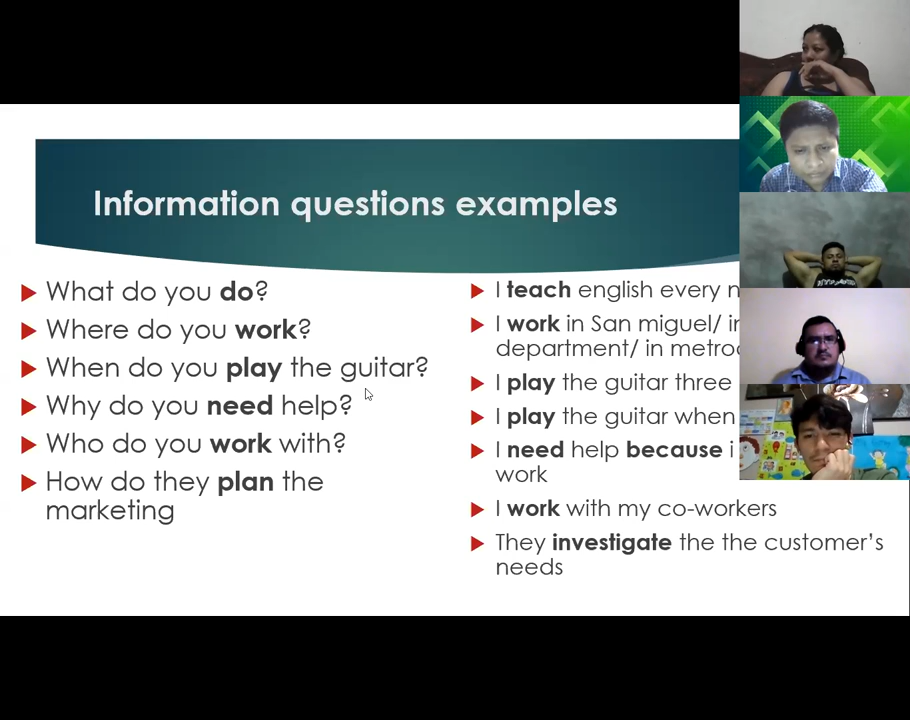 Information questions examples
What do you do?
Where do you work?
When do you play the guitar?
Why do you need help?
Who do you work with?
How do they plan the
marketing
I teach english every
I work in San miguel/
department/ in
I play the guitar three
I play the guitar when
I need help because
work
I work with my co-workers
They investigate the the customer's
needs